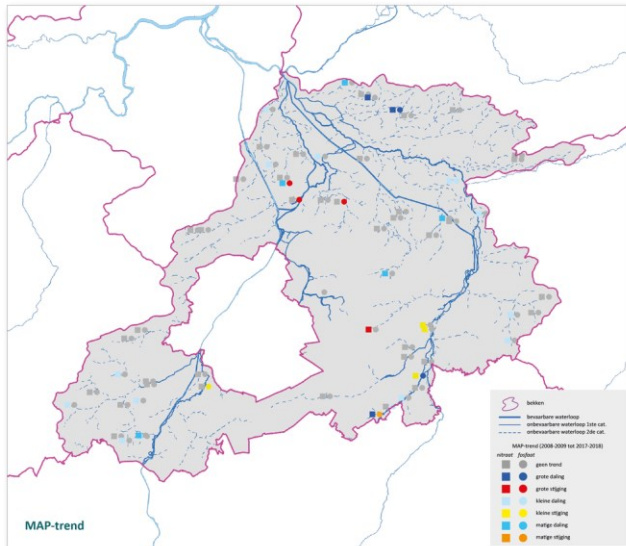 bekken
bevaarbare waterloop
onbevaarbare waterloop 1ste cat.
onbevaarbare waterloop 2de cat.
MAP-trend (2008-2009 tot 2017-2018)
nitraat fosfaat
geen trend
grote daling
grote stijging
kleine daling
kleine stijging
matige daling
matige stijging
MAP-trend